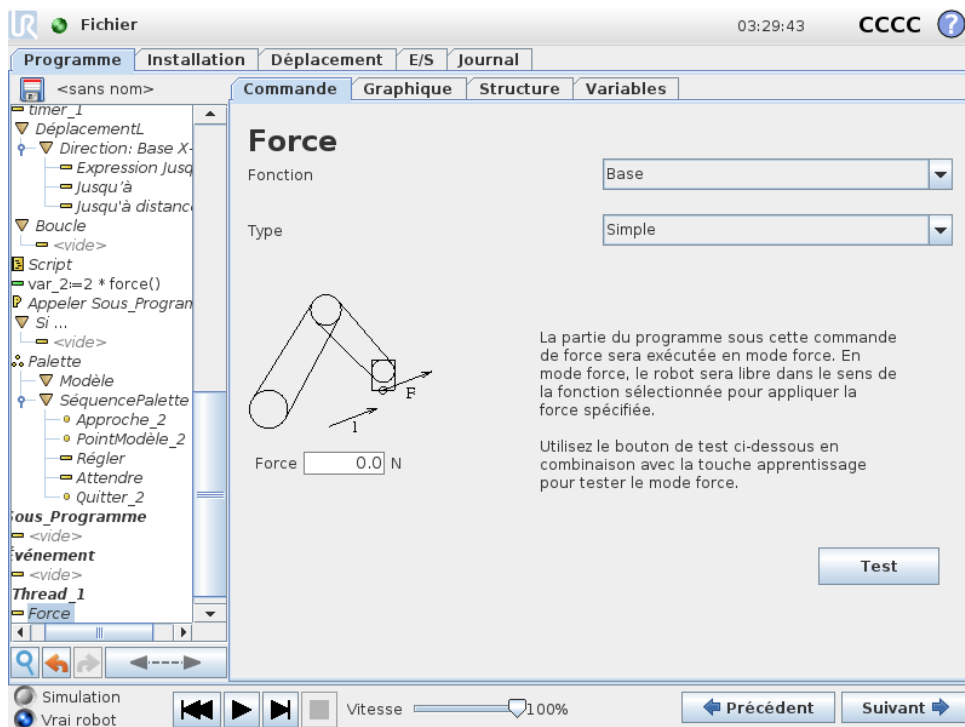 UR Fichier 03:29:43 CCCC ?
Programme Installation Déplacement E/S Journal
<sans nom> Commande Graphique Structure Variables
timer_1
DéplacementL
Direction: Base X-
Expression Jusq
Jusqu'à
Jusqu'à distanc
Boucle
<vide>
Script
var_2:=2 * force()
Appeler Sous_Program
Si ...
<vide>
Palette
Modèle
SéquencePalette
Approche_2
PointModèle_2
Régler
Attendre
Quitter_2
Sous_Programme
<vide>
Événement
<vide>
Thread_1
Force
Force
Fonction Base
Type Simple
F
1
Force 0.0 N
La partie du programme sous cette commande
de force sera exécutée en mode force. En
mode force, le robot sera libre dans le sens de
la fonction sélectionnée pour appliquer la
force spécifiée.
Utilisez le bouton de test ci-dessous en
combinaison avec la touche apprentissage
pour tester le mode force.
Test
Simulation
Vrai robot
Vitesse 100%
Précédent Suivant